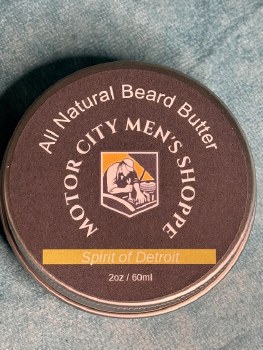 All Natural Beard Butter
MOTOR CITY MEN'S SHOPPE
Spirit of Detroit
2oz / 60ml